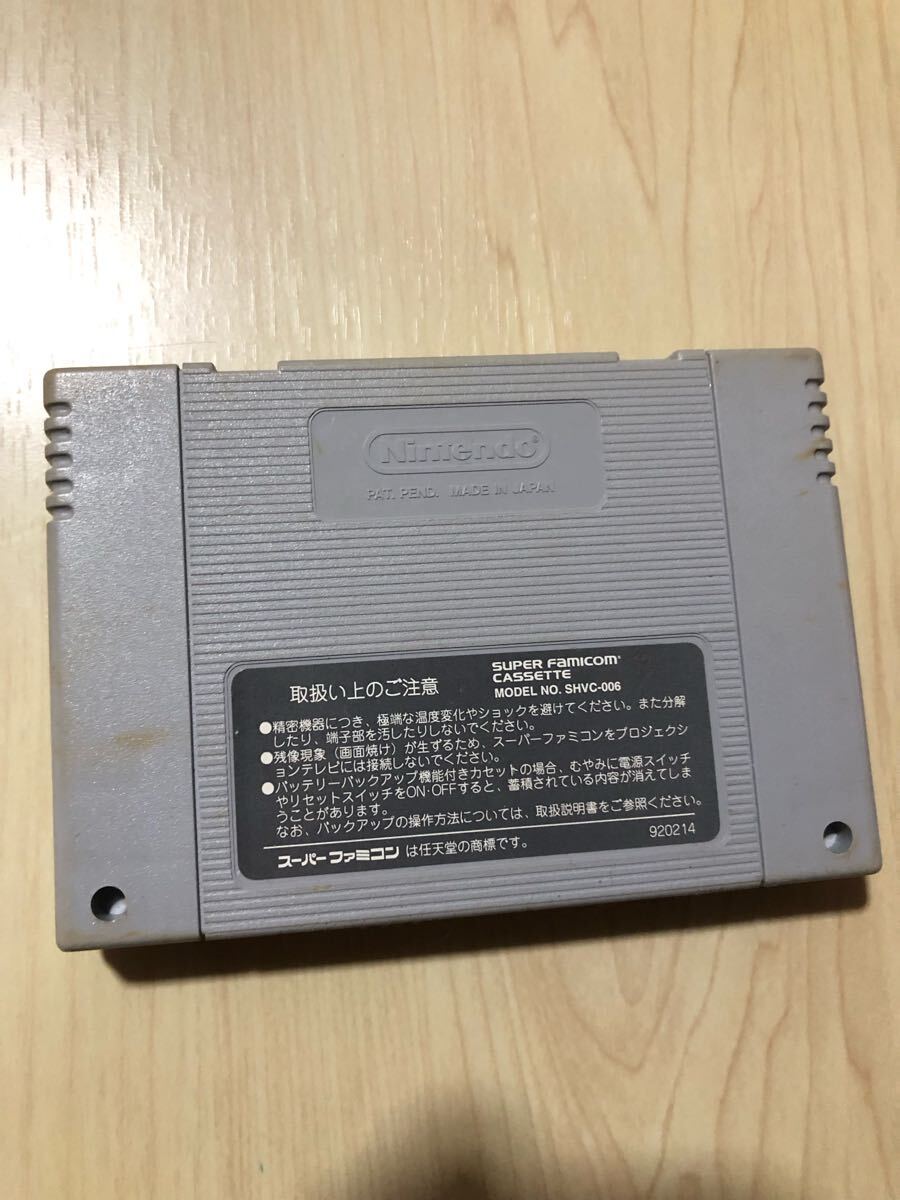 Nintendo®
PAT. PEND. MADE IN JAPAN
取扱い上のご注意
SUPER FAMICOM®
CASSETTE
MODEL NO. SHVC-006
●精密機器につき、極端な温度変化やショックを避けてください。また分解
したり、端子部を汚したりしないでください。
●残像現象(画面焼け)が生ずるため、スーパーファミコンをプロジェクシ
ョンテレビには接続しないでください。
●バッテリーバックアップ機能付きカセットの場合、むやみに電源スイッチ
やリセットスイッチをON·OFFすると、蓄積されている内容が消えてしま
うことがあります。
なお、バックアップの操作方法については、取扱説明書をご参照ください。
920214
スーパーファミコン は任天堂の商標です。